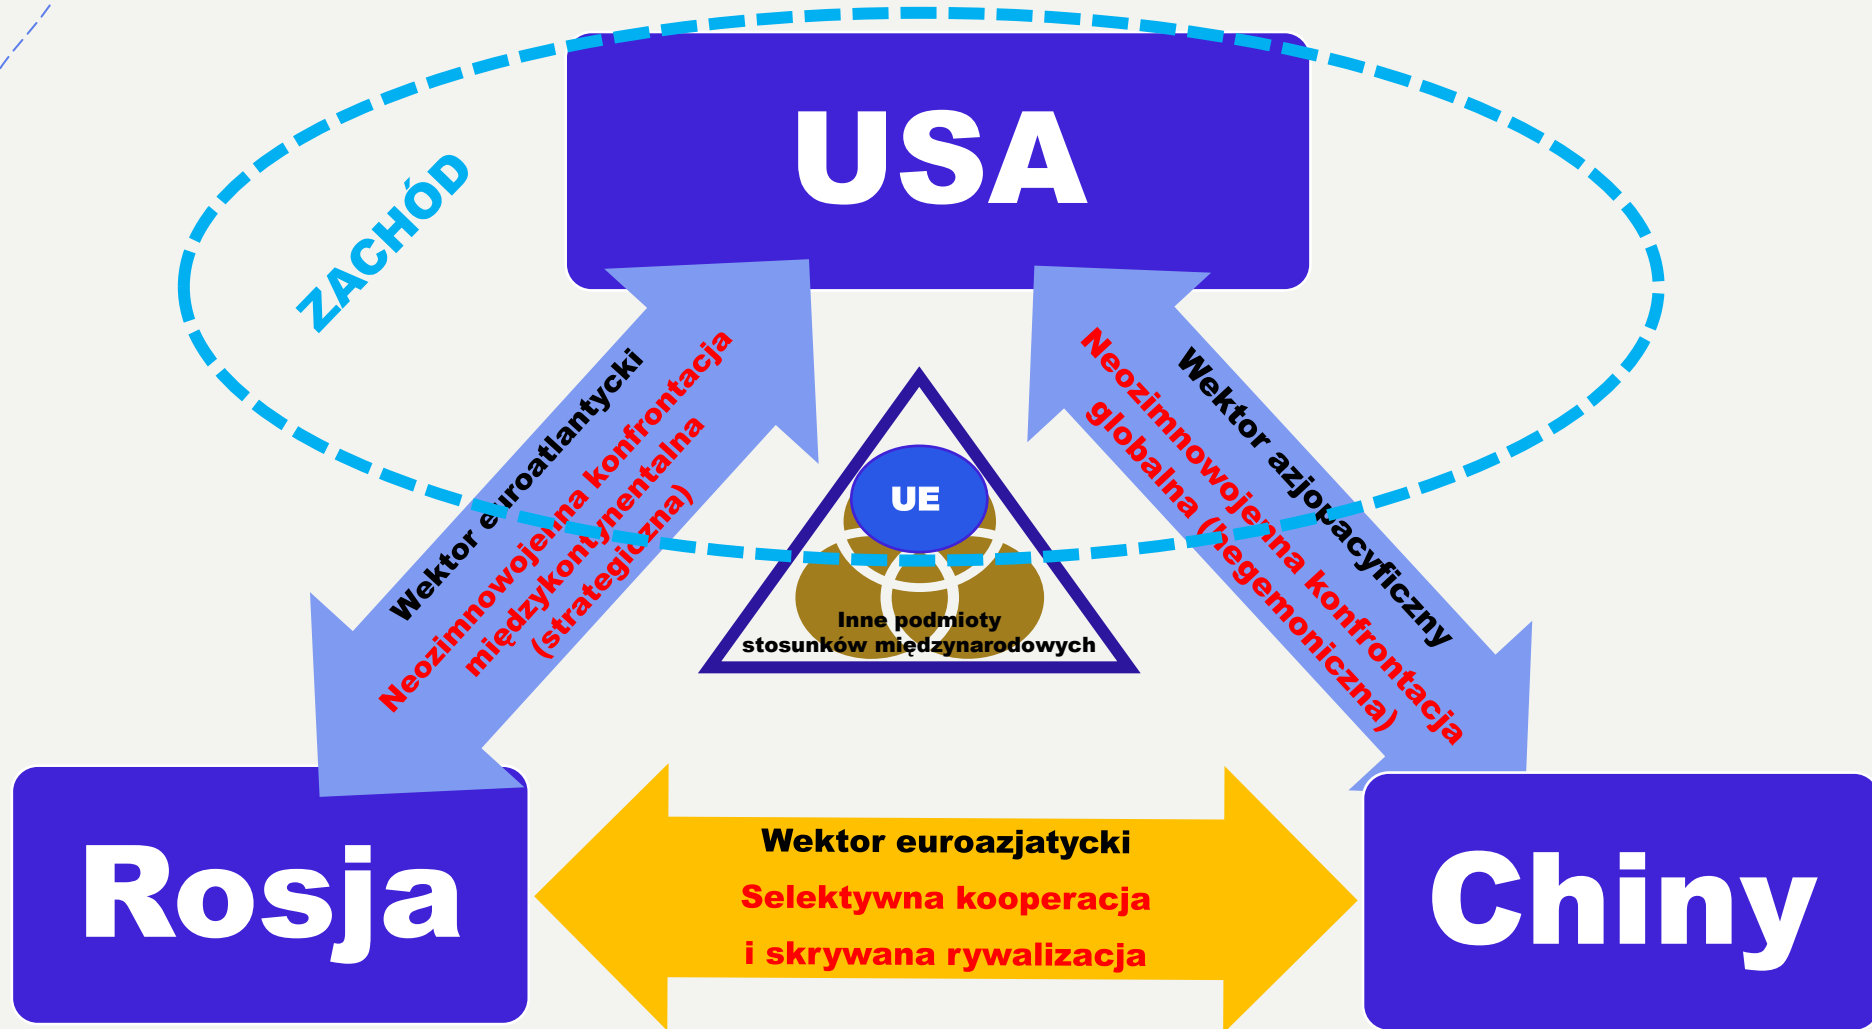 USA
ZACHÓD
Wektor euroatlantycki
Neozimnowojenna konfrontacja
międzykontynentalna
(strategiczna)
Wektor azjopacyficzny
Neozimnowojenna konfrontacja
globalna (hegemoniczna)
UE
Inne podmioty
stosunków międzynarodowych
Rosja
Wektor euroazjatycki
Selektywna kooperacja
i skrywana rywalizacja
Chiny